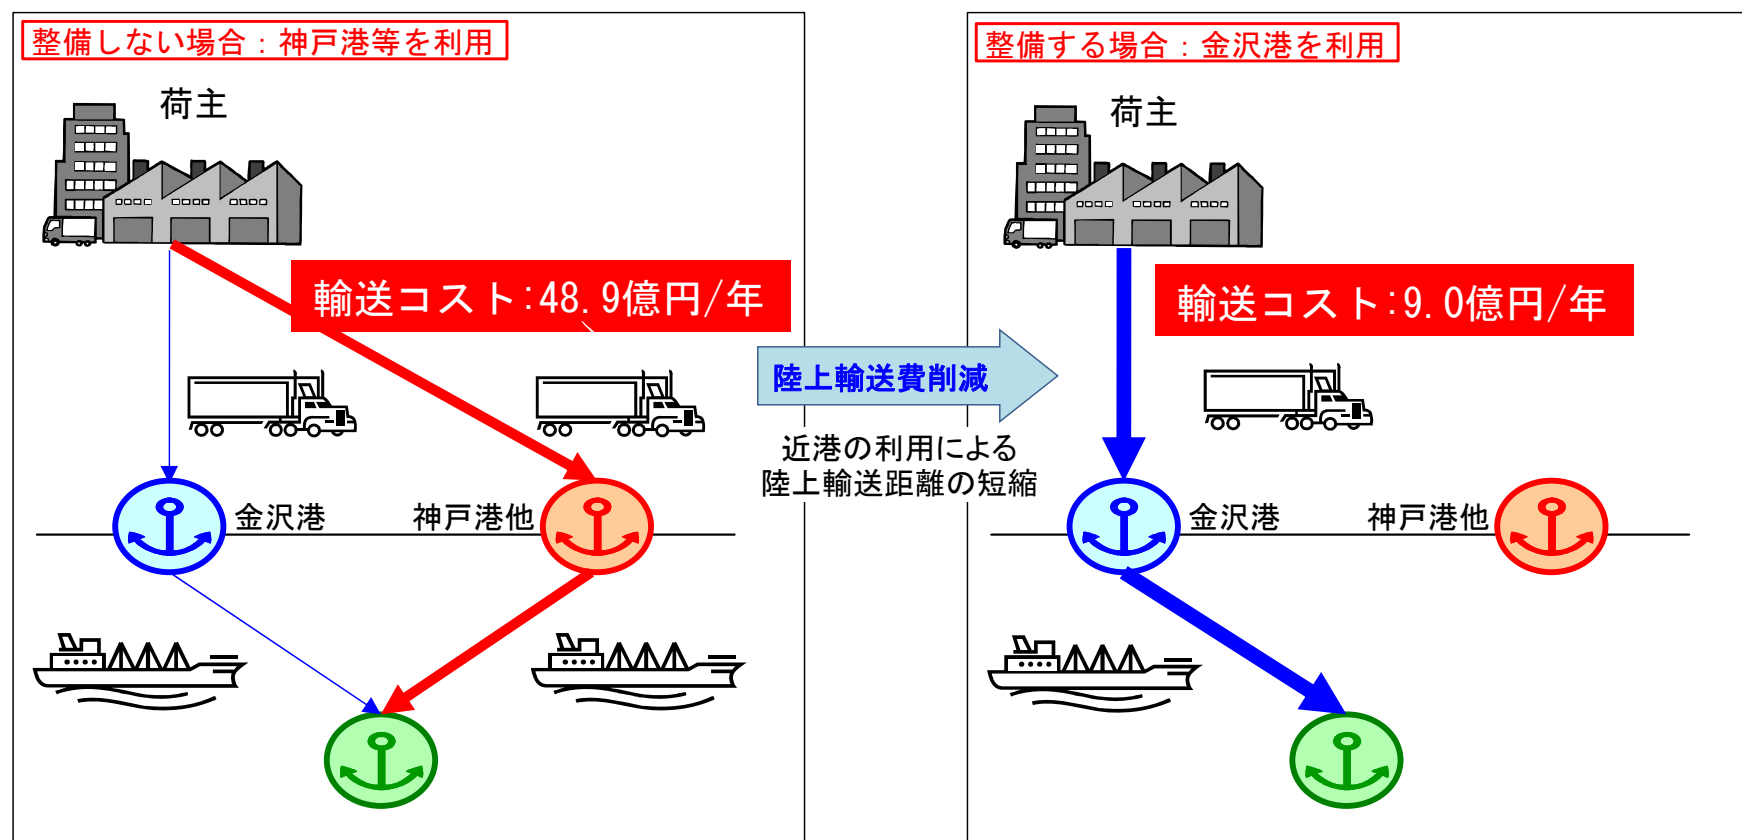 整備しない場合：神戸港等を利用
荷主
輸送コスト:48.9億円/年
金沢港
神戸港他
陸上輸送費削減
近港の利用による
陸上輸送距離の短縮
整備する場合：金沢港を利用
荷主
輸送コスト:9.0億円/年
金沢港
神戸港他